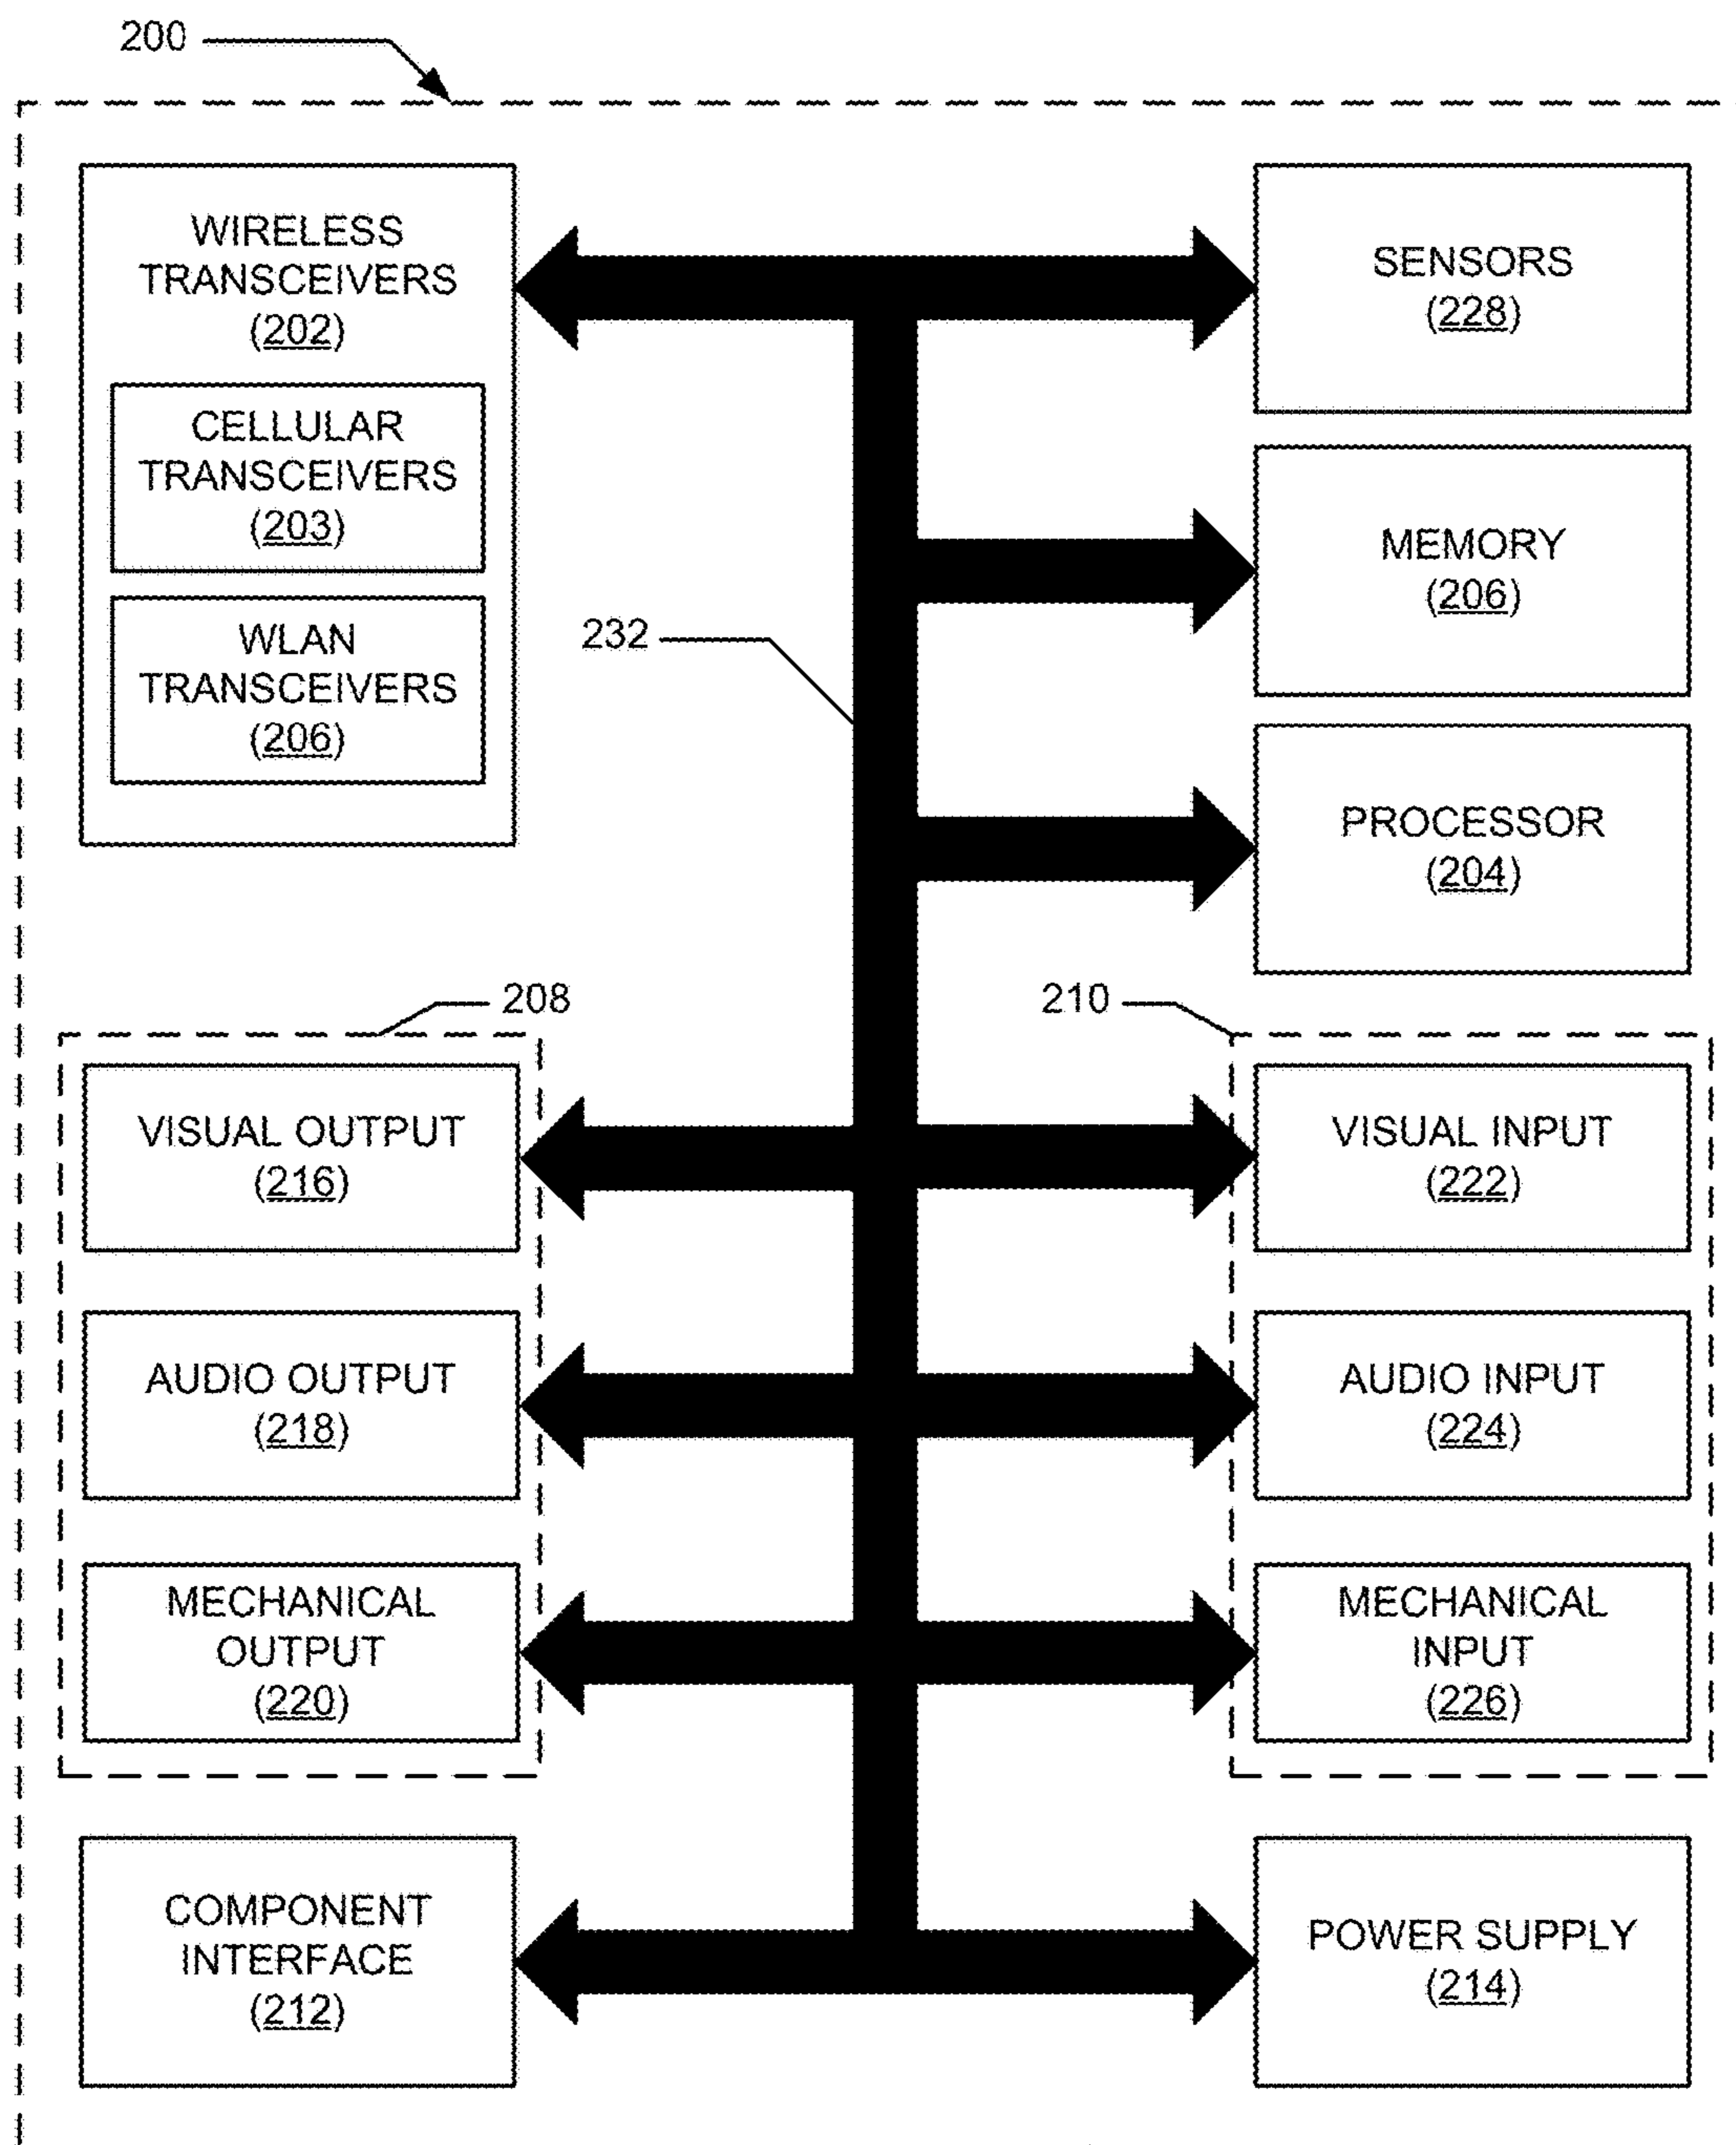 200
WIRELESS
TRANSCEIVERS
(202)
CELLULAR
TRANSCEIVERS
(203)
WLAN
TRANSCEIVERS
(206)
SENSORS
(228)
MEMORY
(206)
232
PROCESSOR
(204)
208
210
VISUAL OUTPUT
(216)
AUDIO OUTPUT
(218)
MECHANICAL
OUTPUT
(220)
VISUAL INPUT
(222)
AUDIO INPUT
(224)
MECHANICAL
INPUT
(226)
COMPONENT
INTERFACE
(212)
POWER SUPPLY
(214)